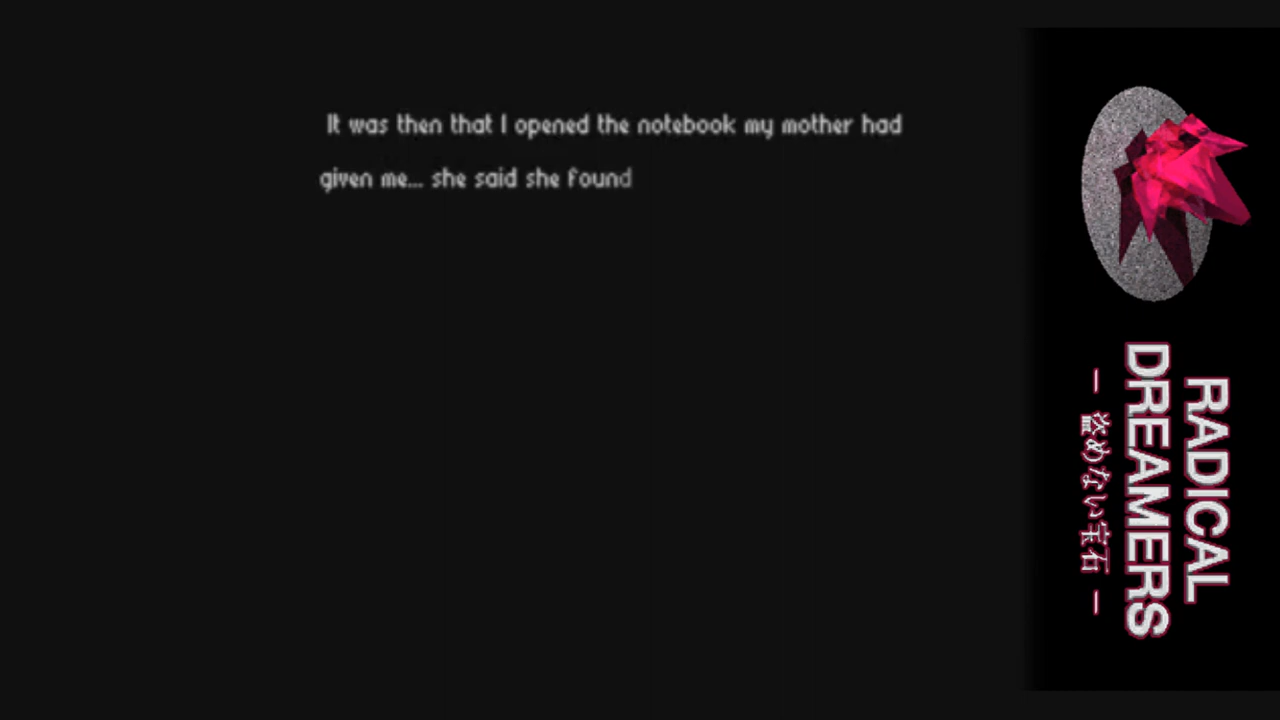 It was then that I opened the notebook my mother had
given me... she said she found
RADICAL
DREAMERS
— 盗めない宝石 —